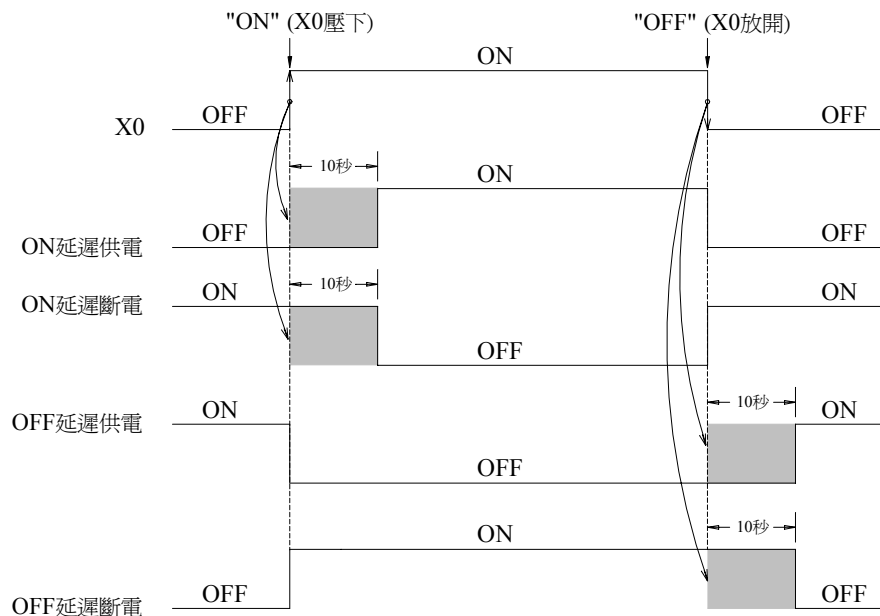 "ON" (X0壓下)
"OFF" (X0放開)
ON
X0
OFF
OFF
10秒
ON
ON延遲供電
OFF
OFF
10秒
ON延遲斷電
ON
ON
OFF
10秒
OFF延遲供電
ON
ON
OFF
10秒
ON
OFF延遲斷電
OFF
OFF